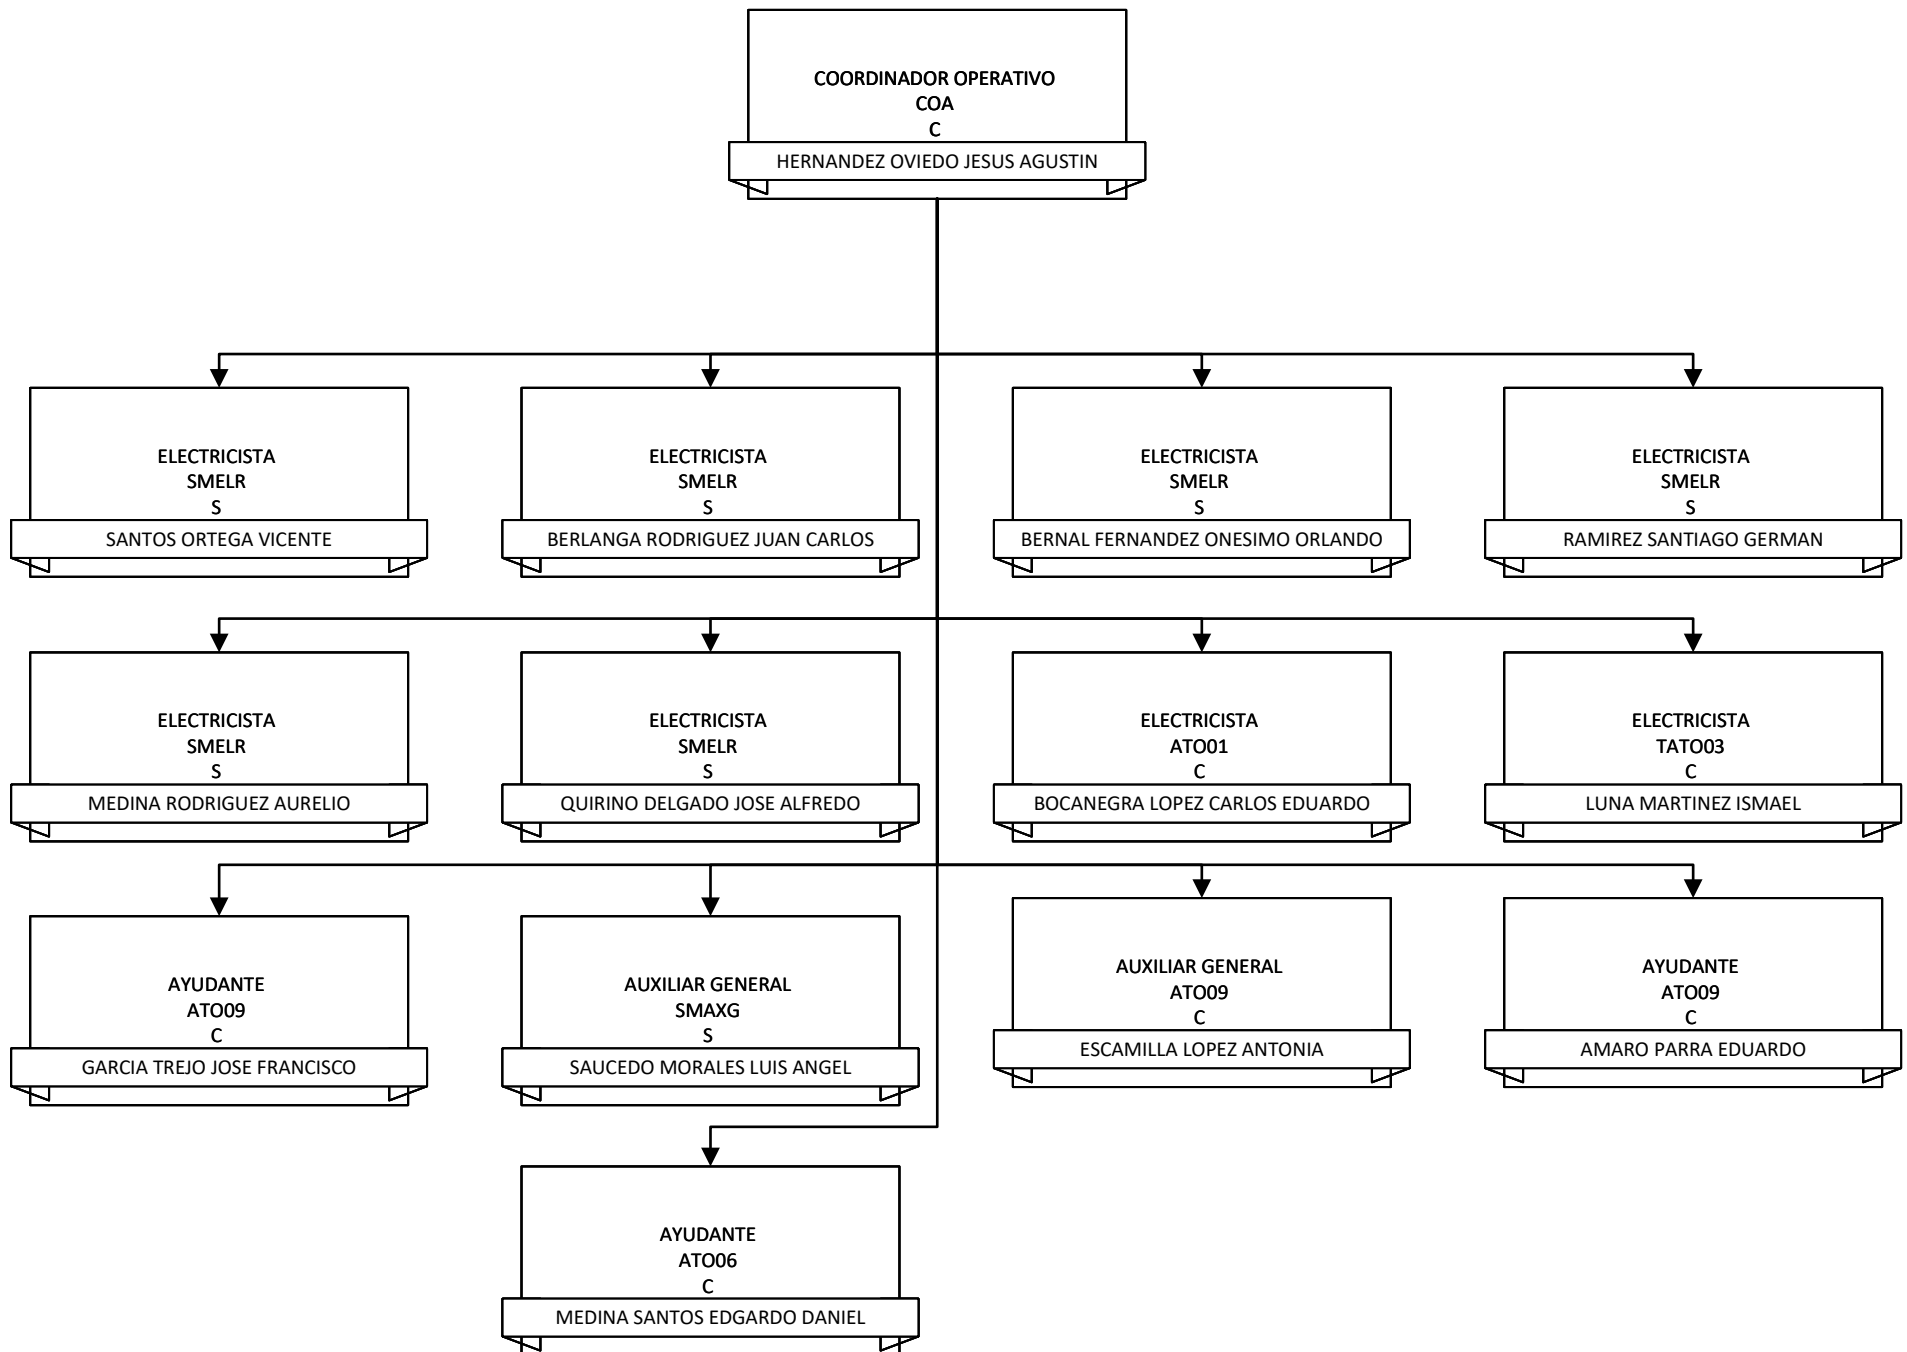 COORDINADOR OPERATIVO
COA
C
HERNANDEZ OVIEDO JESUS AGUSTIN
ELECTRICISTA
SMELR
S
SANTOS ORTEGA VICENTE
ELECTRICISTA
SMELR
S
BERLANGA RODRIGUEZ JUAN CARLOS
ELECTRICISTA
SMELR
S
BERNAL FERNANDEZ ONESIMO ORLANDO
ELECTRICISTA
SMELR
S
RAMIREZ SANTIAGO GERMAN
ELECTRICISTA
SMELR
S
MEDINA RODRIGUEZ AURELIO
ELECTRICISTA
SMELR
S
QUIRINO DELGADO JOSE ALFREDO
ELECTRICISTA
ATO01
C
BOCANEGRA LOPEZ CARLOS EDUARDO
ELECTRICISTA
TATO03
C
LUNA MARTINEZ ISMAEL
AYUDANTE
ATO09
C
GARCIA TREJO JOSE FRANCISCO
AUXILIAR GENERAL
SMAXG
S
SAUCEDO MORALES LUIS ANGEL
AUXILIAR GENERAL
ATO09
C
ESCAMILLA LOPEZ ANTONIA
AYUDANTE
ATO09
C
AMARO PARRA EDUARDO
AYUDANTE
ATO06
C
MEDINA SANTOS EDGARDO DANIEL